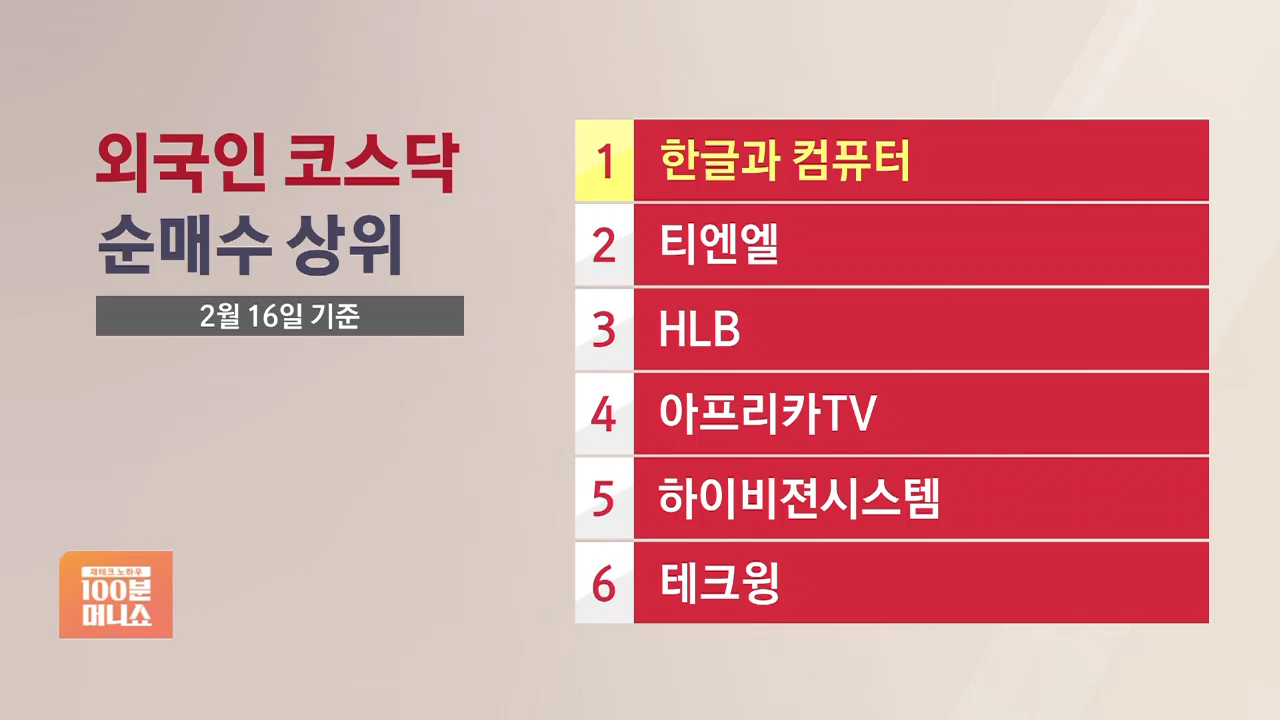 외국인 코스닥
순매수 상위
2월 16일 기준
1 한글과 컴퓨터
2 티엔엘
3 HLB
4 아프리카TV
5 하이비젼시스템
6 테크윙
재테크 노하우
100분
머니쇼